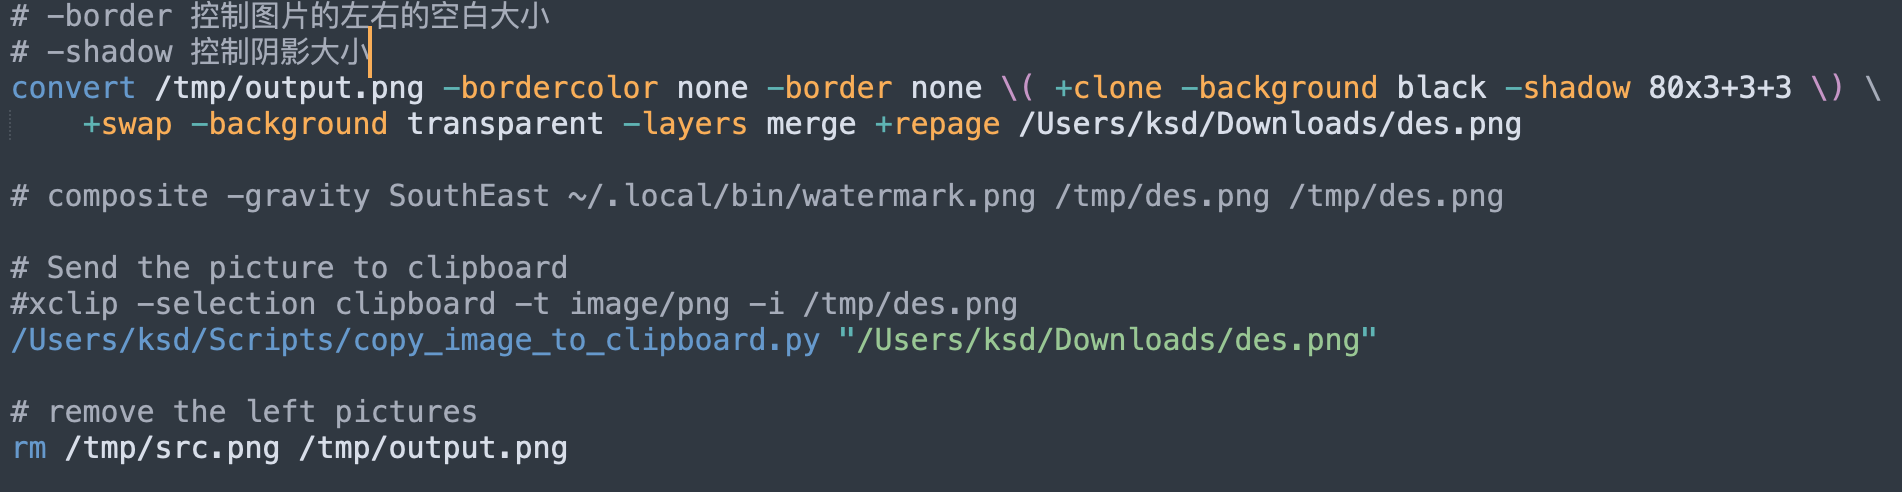 # -border 控制图片的左右的空白大小
# -shadow 控制阴影大小
convert /tmp/output.png -bordercolor none -border none \( +clone -background black -shadow 80x3+3+3 \) \
    +swap -background transparent -layers merge +repage /Users/ksd/Downloads/des.png

# composite -gravity SouthEast ~/.local/bin/watermark.png /tmp/des.png /tmp/des.png

# Send the picture to clipboard
#xclip -selection clipboard -t image/png -i /tmp/des.png
/Users/ksd/Scripts/copy_image_to_clipboard.py "/Users/ksd/Downloads/des.png"

# remove the left pictures
rm /tmp/src.png /tmp/output.png